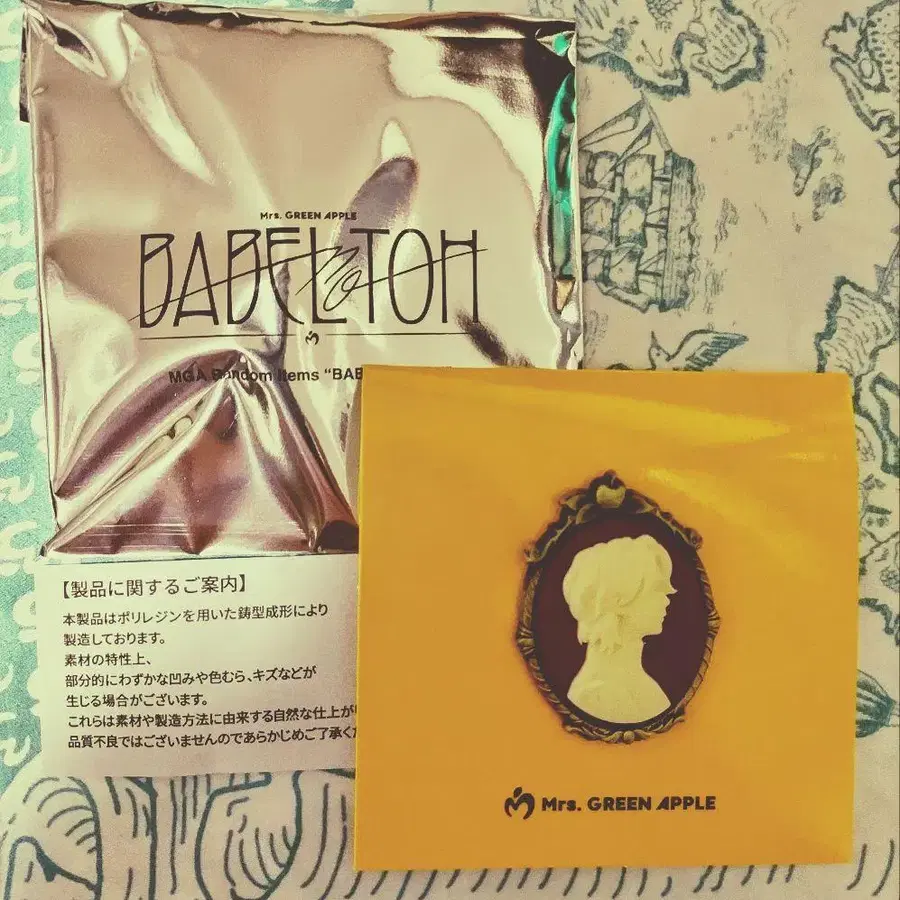 Mrs. GREEN APPLE
BABEL no TOH
MGA Random Items "BAB
【製品に関するご案内】
本製品はポリレジンを用いた鋳型成形により
製造しております。
素材の特性上、
部分的にわずかな凹みや色むら、キズなどが
生じる場合がございます。
これらは素材や製造方法に由来する自然な仕上が
品質不良ではございませんのであらかじめご了承く
Mrs. GREEN APPLE